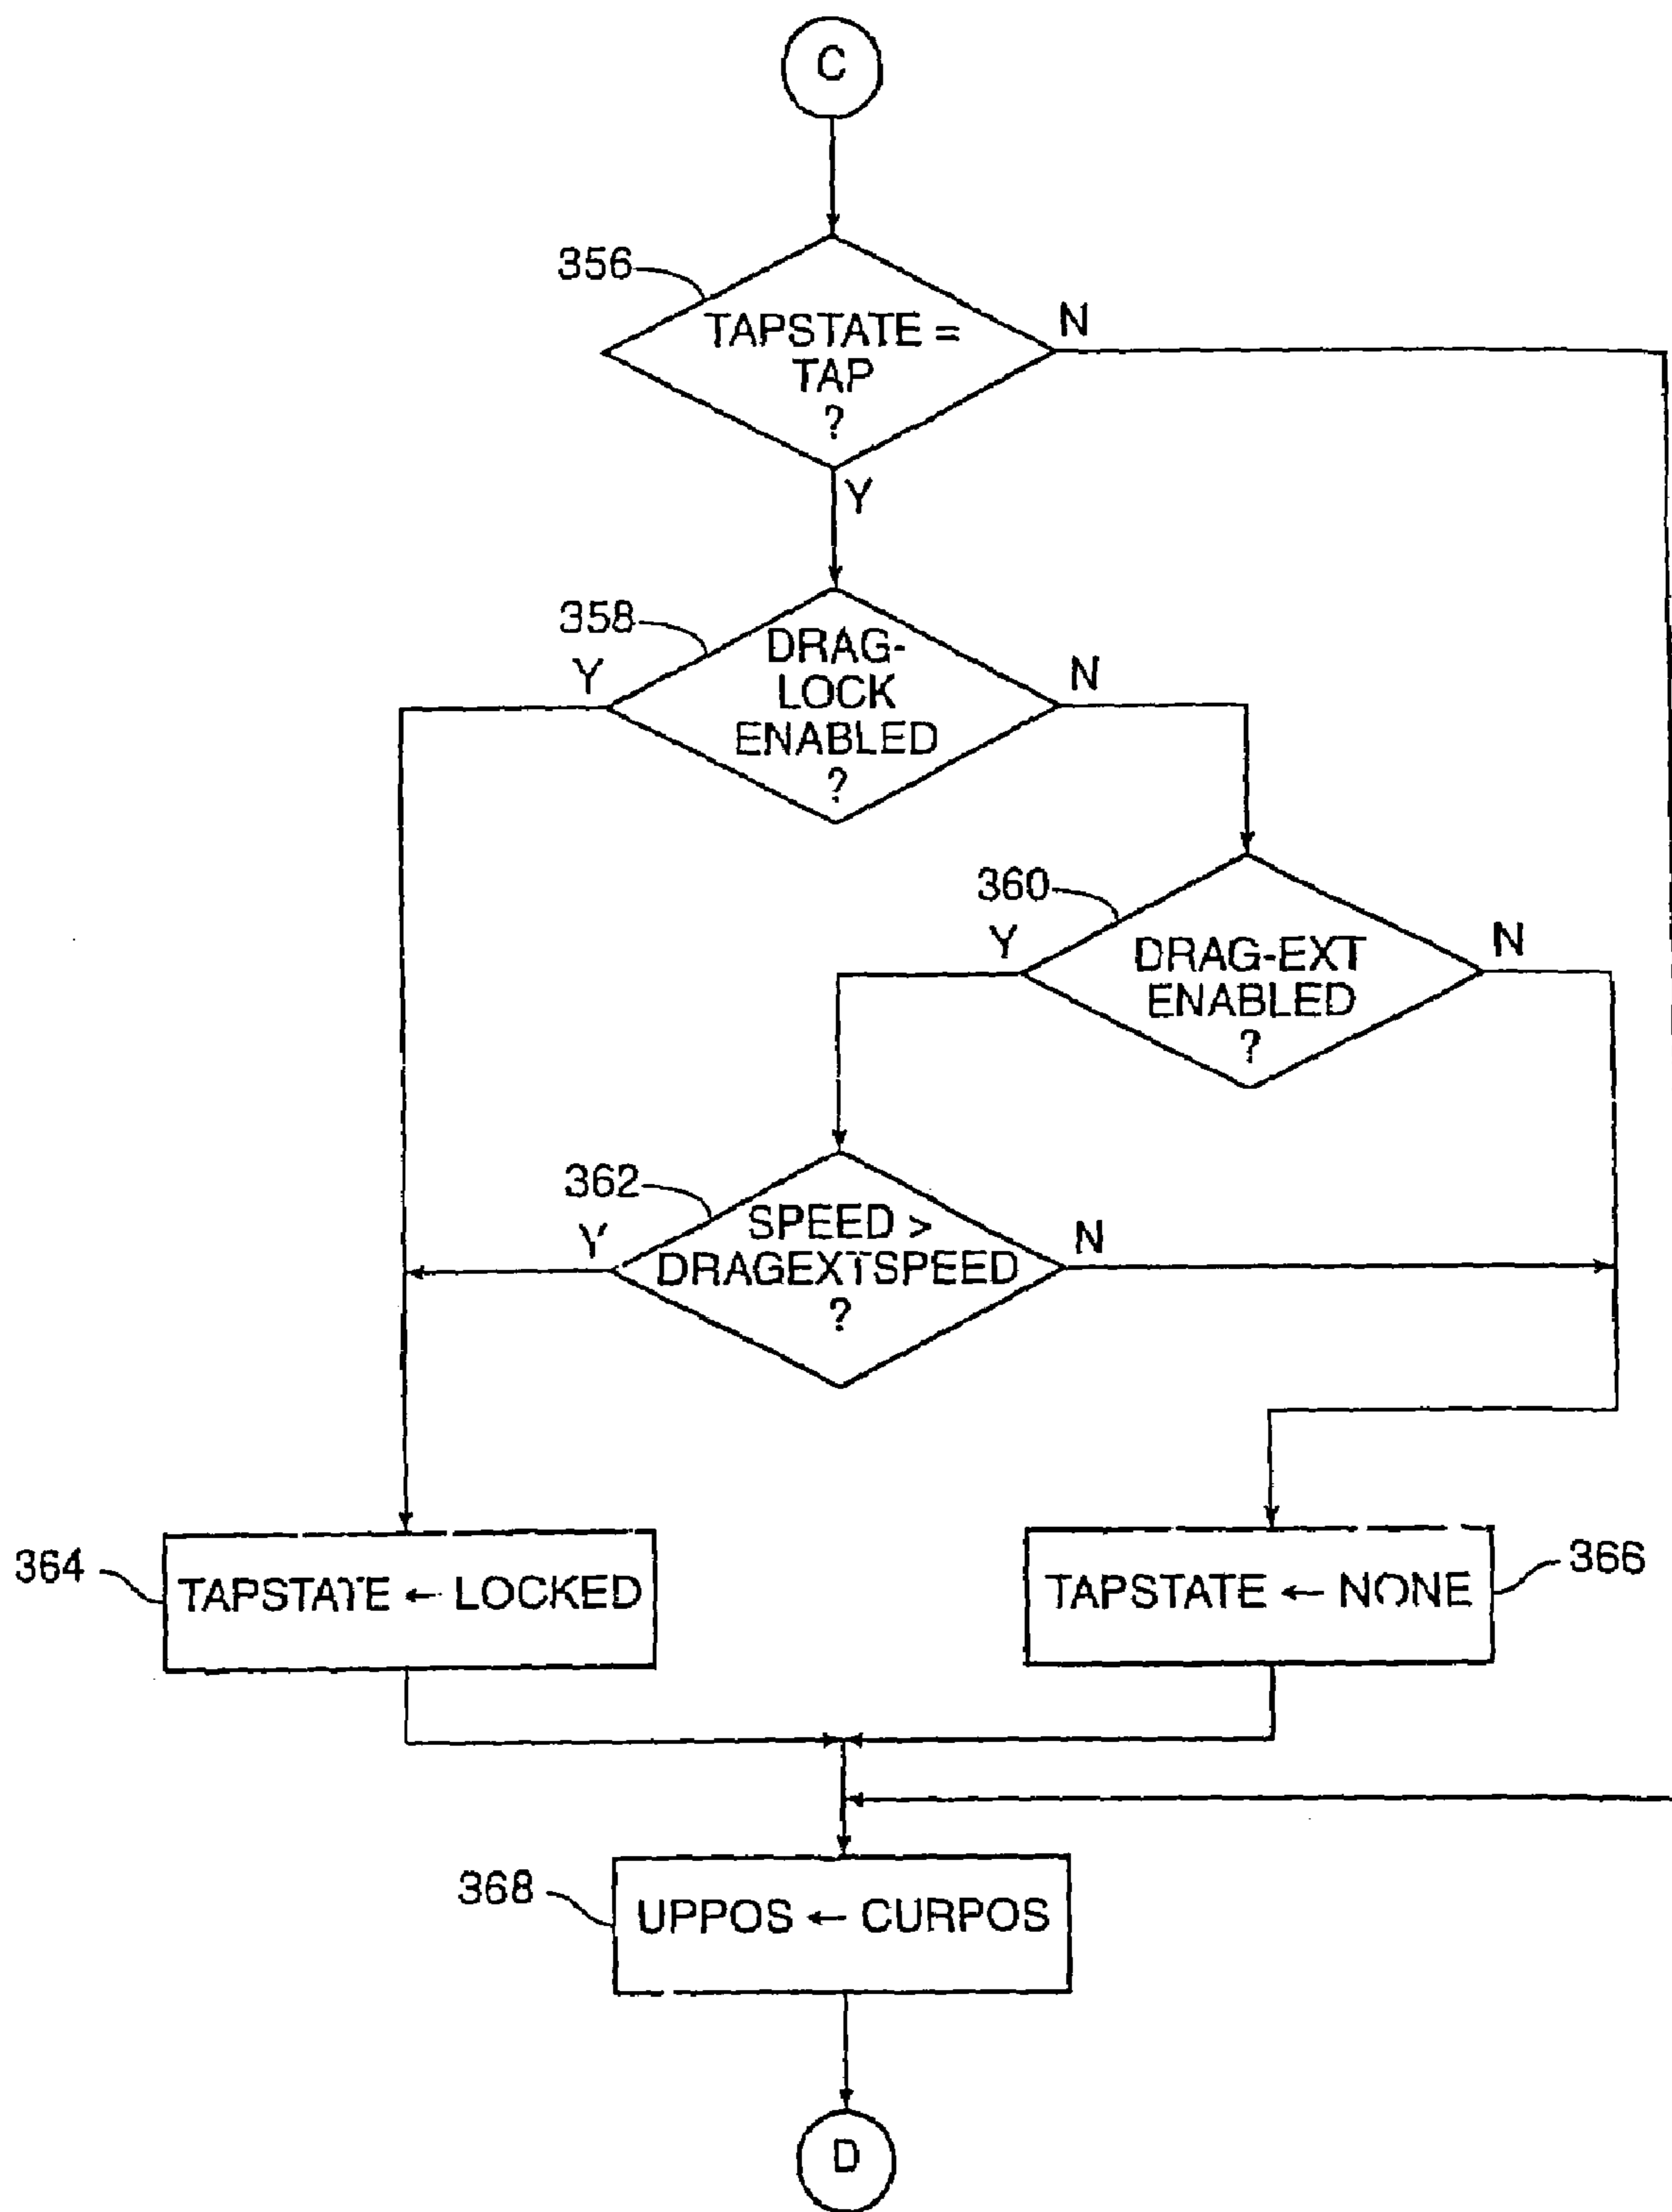 C
356
TAPSTATE =
TAP
?
N
Y
358
DRAG-
LOCK
ENABLED
?
Y
N
360
DRAG-EXT
ENABLED
?
Y
N
362
SPEED >
DRAGEXTSPEED
?
Y
N
364
TAPSTATE ← LOCKED
366
TAPSTATE ← NONE
368
UPPOS ← CURPOS
D